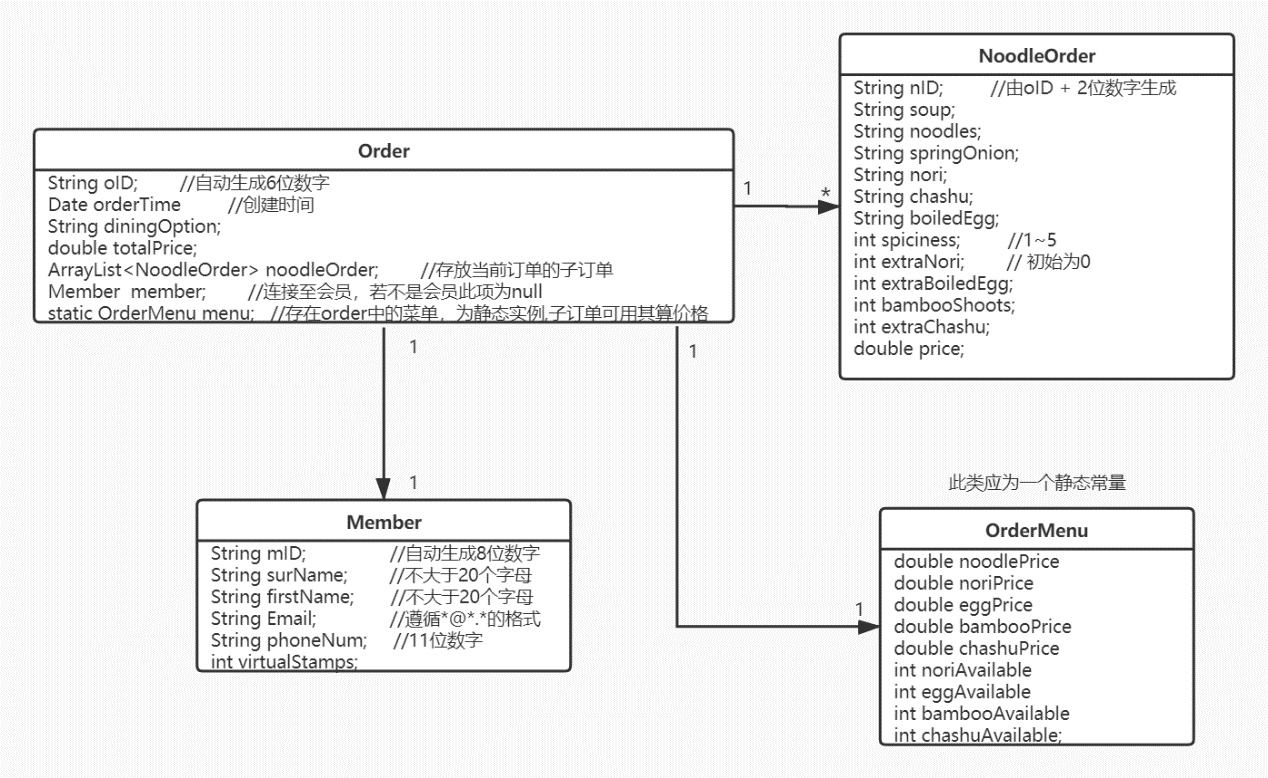 Order
String oID; //自动生成6位数字
Date orderTime //创建时间
String diningOption;
double totalPrice;
ArrayList<NoodleOrder> noodleOrder; //存放当前订单的子订单
Member member; //连接至会员，若不是会员此项为null
static OrderMenu menu; //存在order中的菜单，为静态实例,子订单可用其算价格
1
*
NoodleOrder
String nID; //由oID + 2位数字生成
String soup;
String noodles;
String springOnion;
String nori;
String chashu;
String boiledEgg;
int spiciness; //1~5
int extraNori; // 初始为0
int extraBoiledEgg;
int bambooShoots;
int extraChashu;
double price;
1
1
1
1
Member
String mID; //自动生成8位数字
String surName; //不大于20个字母
String firstName; //不大于20个字母
String Email; //遵循*@*.*的格式
String phoneNum; //11位数字
int virtualStamps;
此类应为一个静态常量
OrderMenu
double noodlePrice
double noriPrice
double eggPrice
double bambooPrice
double chashuPrice
int noriAvailable
int eggAvailable
int bambooAvailable
int chashuAvailable;